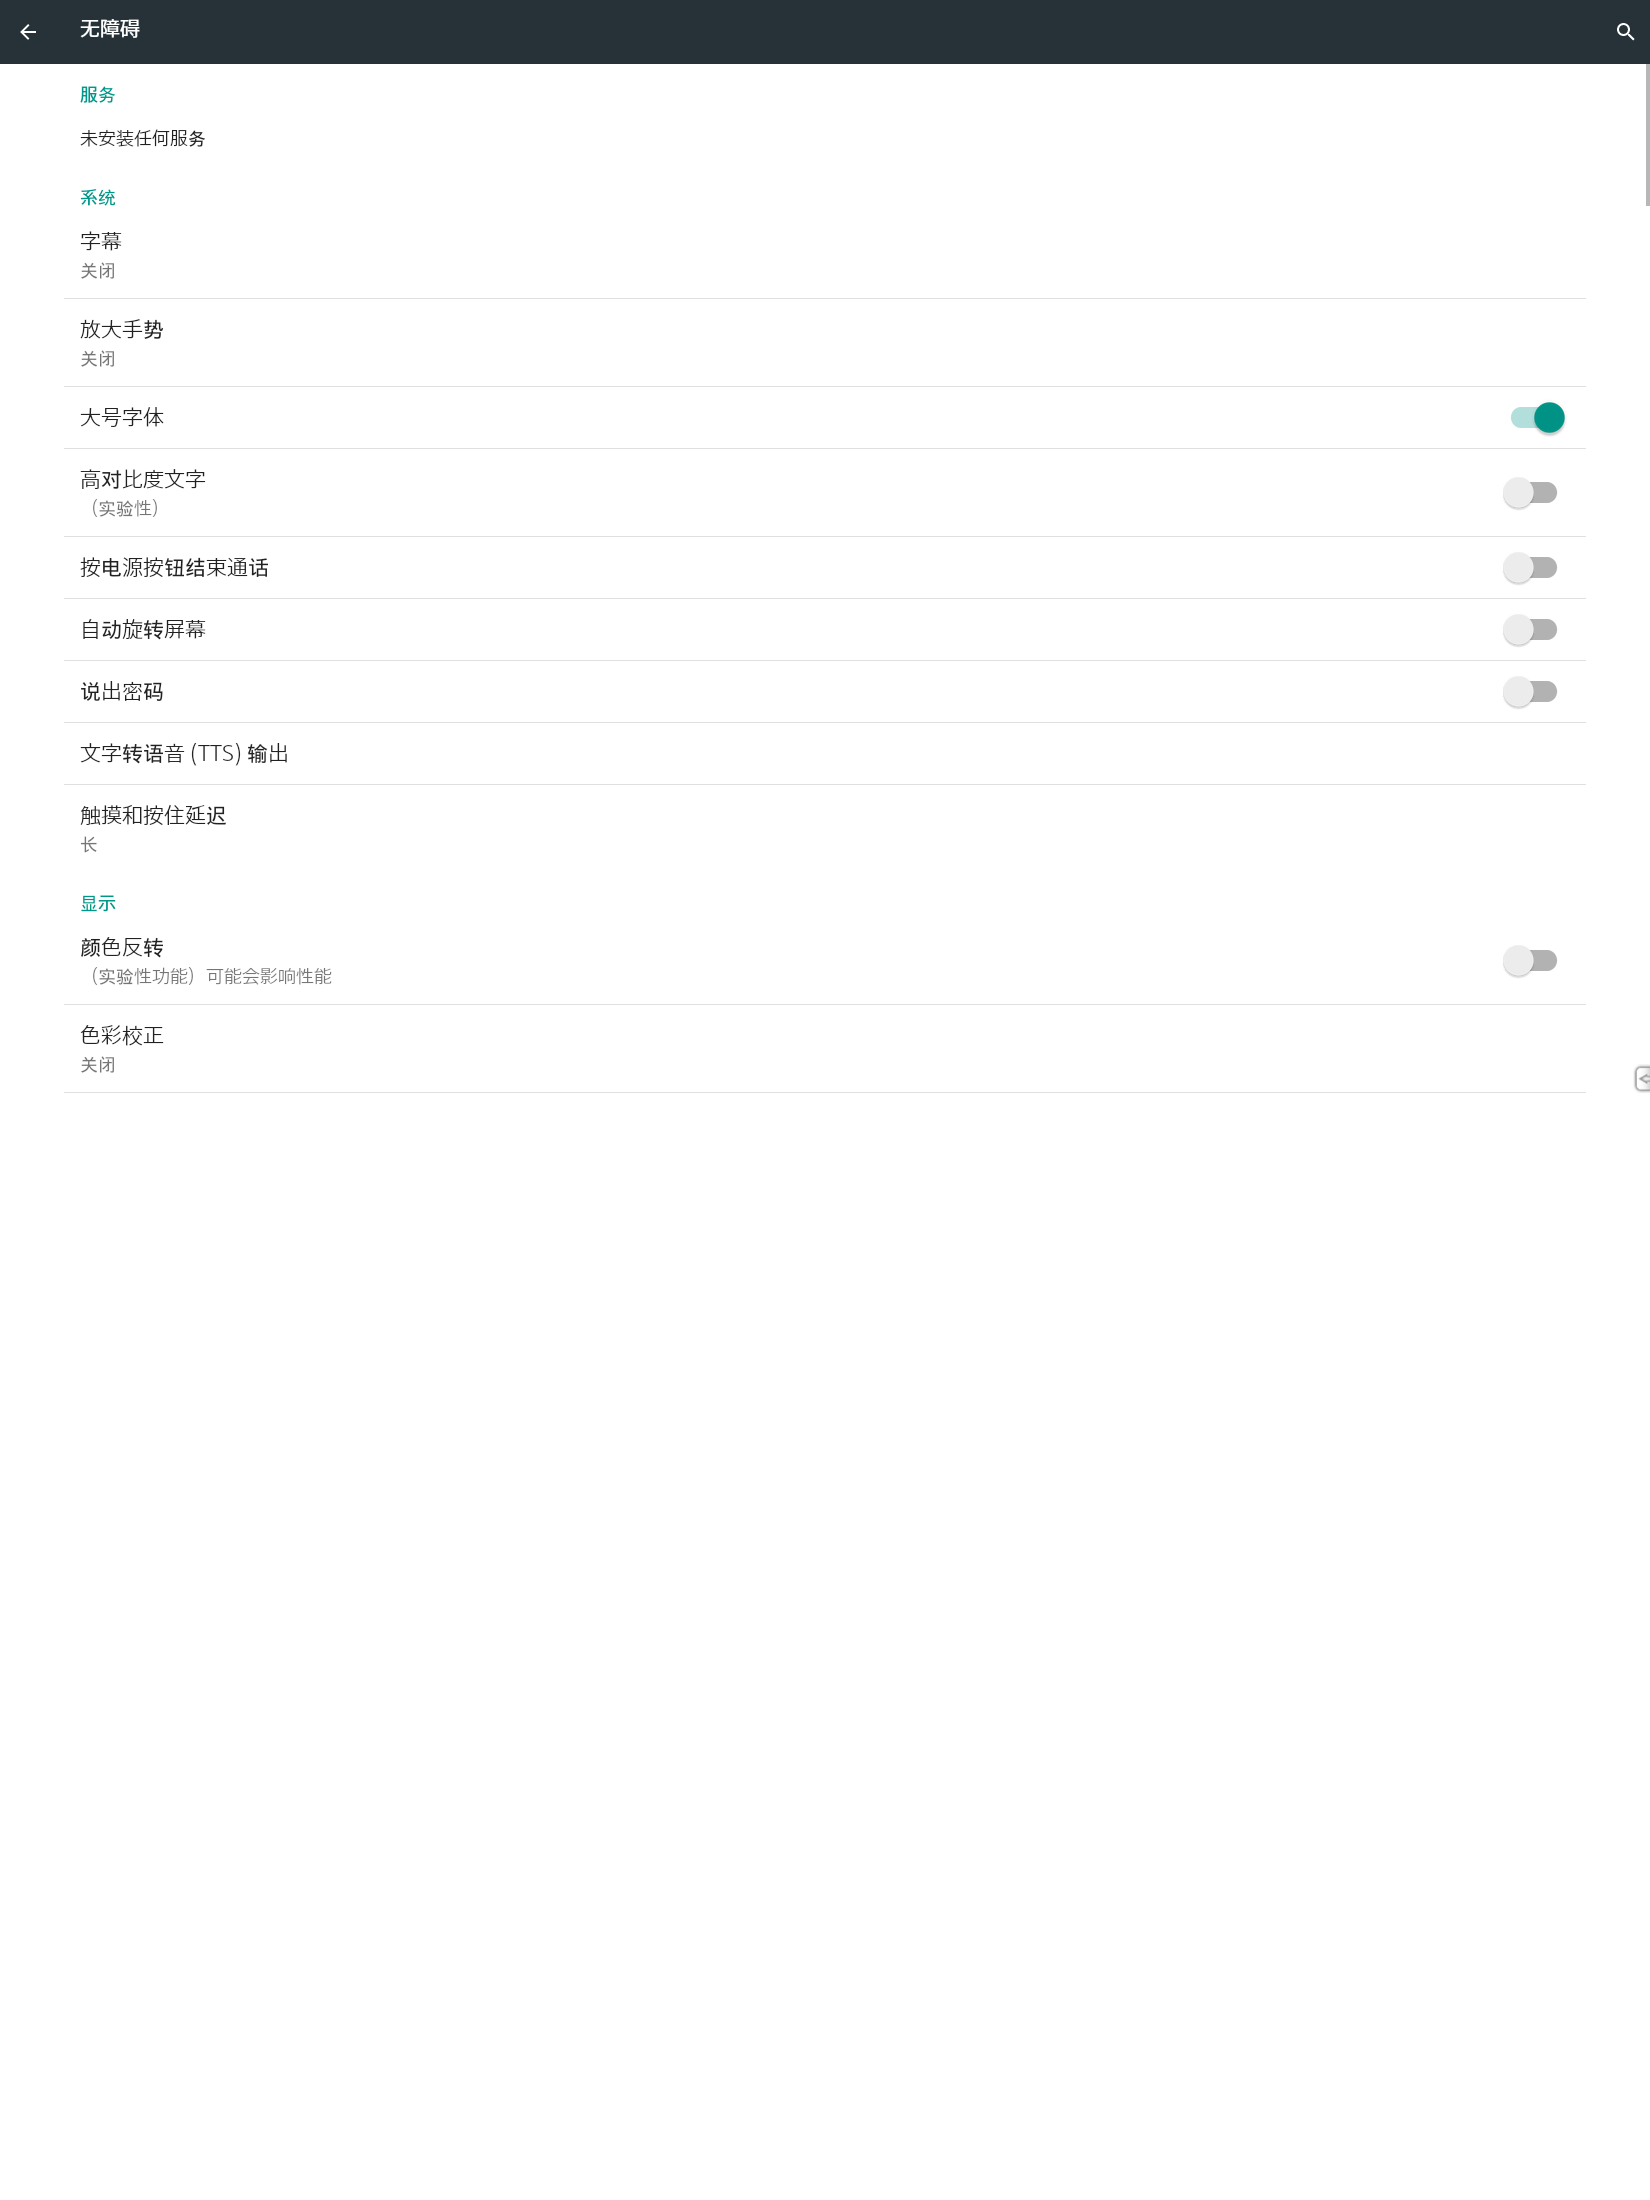 无障碍
服务
未安装任何服务
系统
字幕
关闭
放大手势
关闭
大号字体
高对比度文字
（实验性）
按电源按钮结束通话
自动旋转屏幕
说出密码
文字转语音 (TTS) 输出
触摸和按住延迟
长
显示
颜色反转
（实验性功能）可能会影响性能
色彩校正
关闭